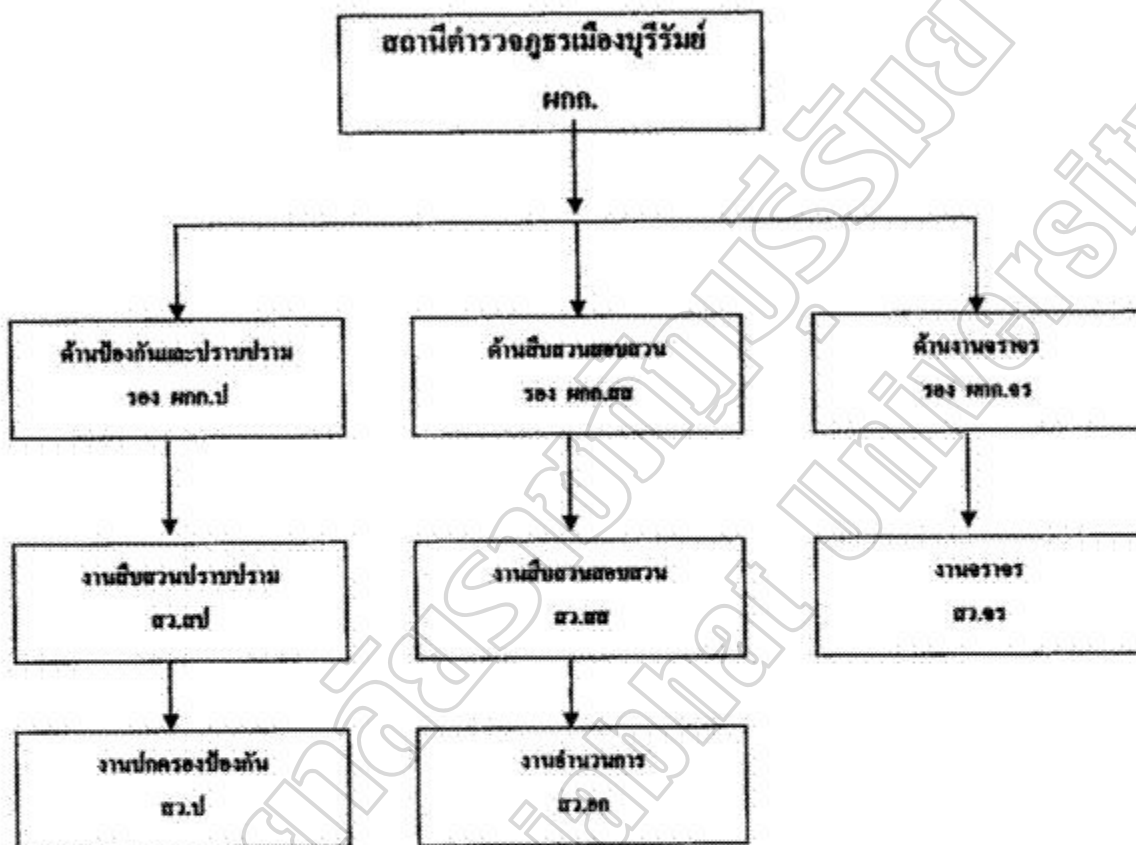 สถานีตำรวจภูธรเมืองบุรีรัมย์
ผกก.
ด้านป้องกันและปราบปราม
รอง ผกก.ป
ด้านสืบสวนสอบสวน
รอง ผกก.สส
ด้านงานจราจร
รอง ผกก.จร
งานสืบสวนปราบปราม
สว.สป
งานสืบสวนสอบสวน
สว.สส
งานจราจร
สว.จร
งานปกครองป้องกัน
สว.ป
งานอำนวนการ
สว.อก